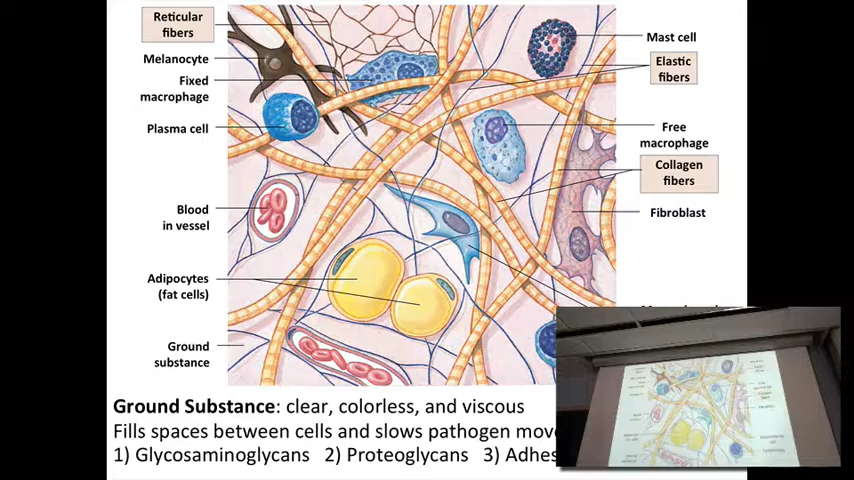 Reticular
fibers
Melanocyte
Fixed
macrophage
Plasma cell
Blood
in vessel
Adipocytes
(fat cells)
Ground
substance
Mast cell
Elastic
fibers
Free
macrophage
Collagen
fibers
Fibroblast
Ground Substance: clear, colorless, and viscous
Fills spaces between cells and slows pathogen
1) Glycosaminoglycans 2) Proteoglycans 3)